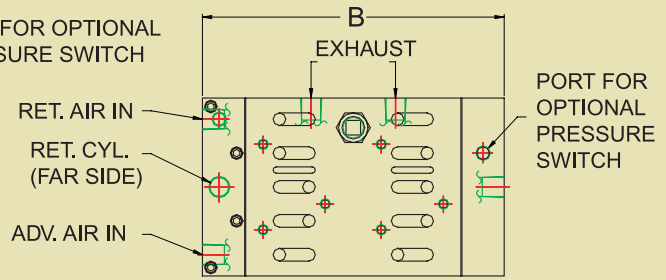 FOR OPTIONAL
SURE SWITCH
B
EXHAUST
RET. AIR IN
RET. CYL.
(FAR SIDE)
ADV. AIR IN
PORT FOR
OPTIONAL
PRESSURE
SWITCH